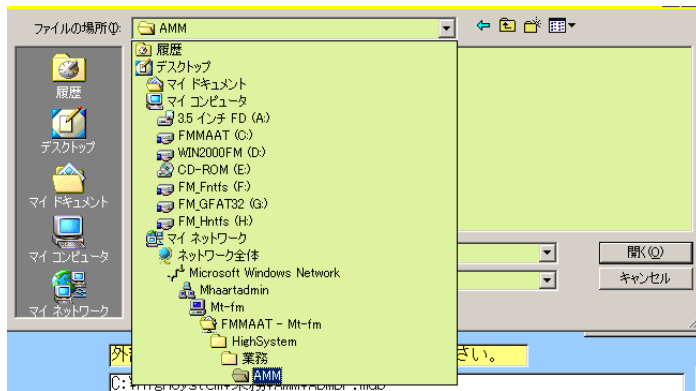 ファイルの場所(I):
AMM
履歴
デスクトップ
マイ ドキュメント
マイ コンピュータ
3.5 インチ FD (A:)
FMMAAT (C:)
WIN2000FM (D:)
CD-ROM (E:)
FM_Fntfs (F:)
FM_GFAT32 (G:)
FM_Hntfs (H:)
マイ ネットワーク
ネットワーク全体
Microsoft Windows Network
Mhaartadmin
Mt-fm
FMMAAT - Mt-fm
HighSystem
業務
AMM
履歴
デスクトップ
マイ ドキュメント
マイ コンピュータ
マイ ネットワーク
開く(O)
キャンセル
外
さい。